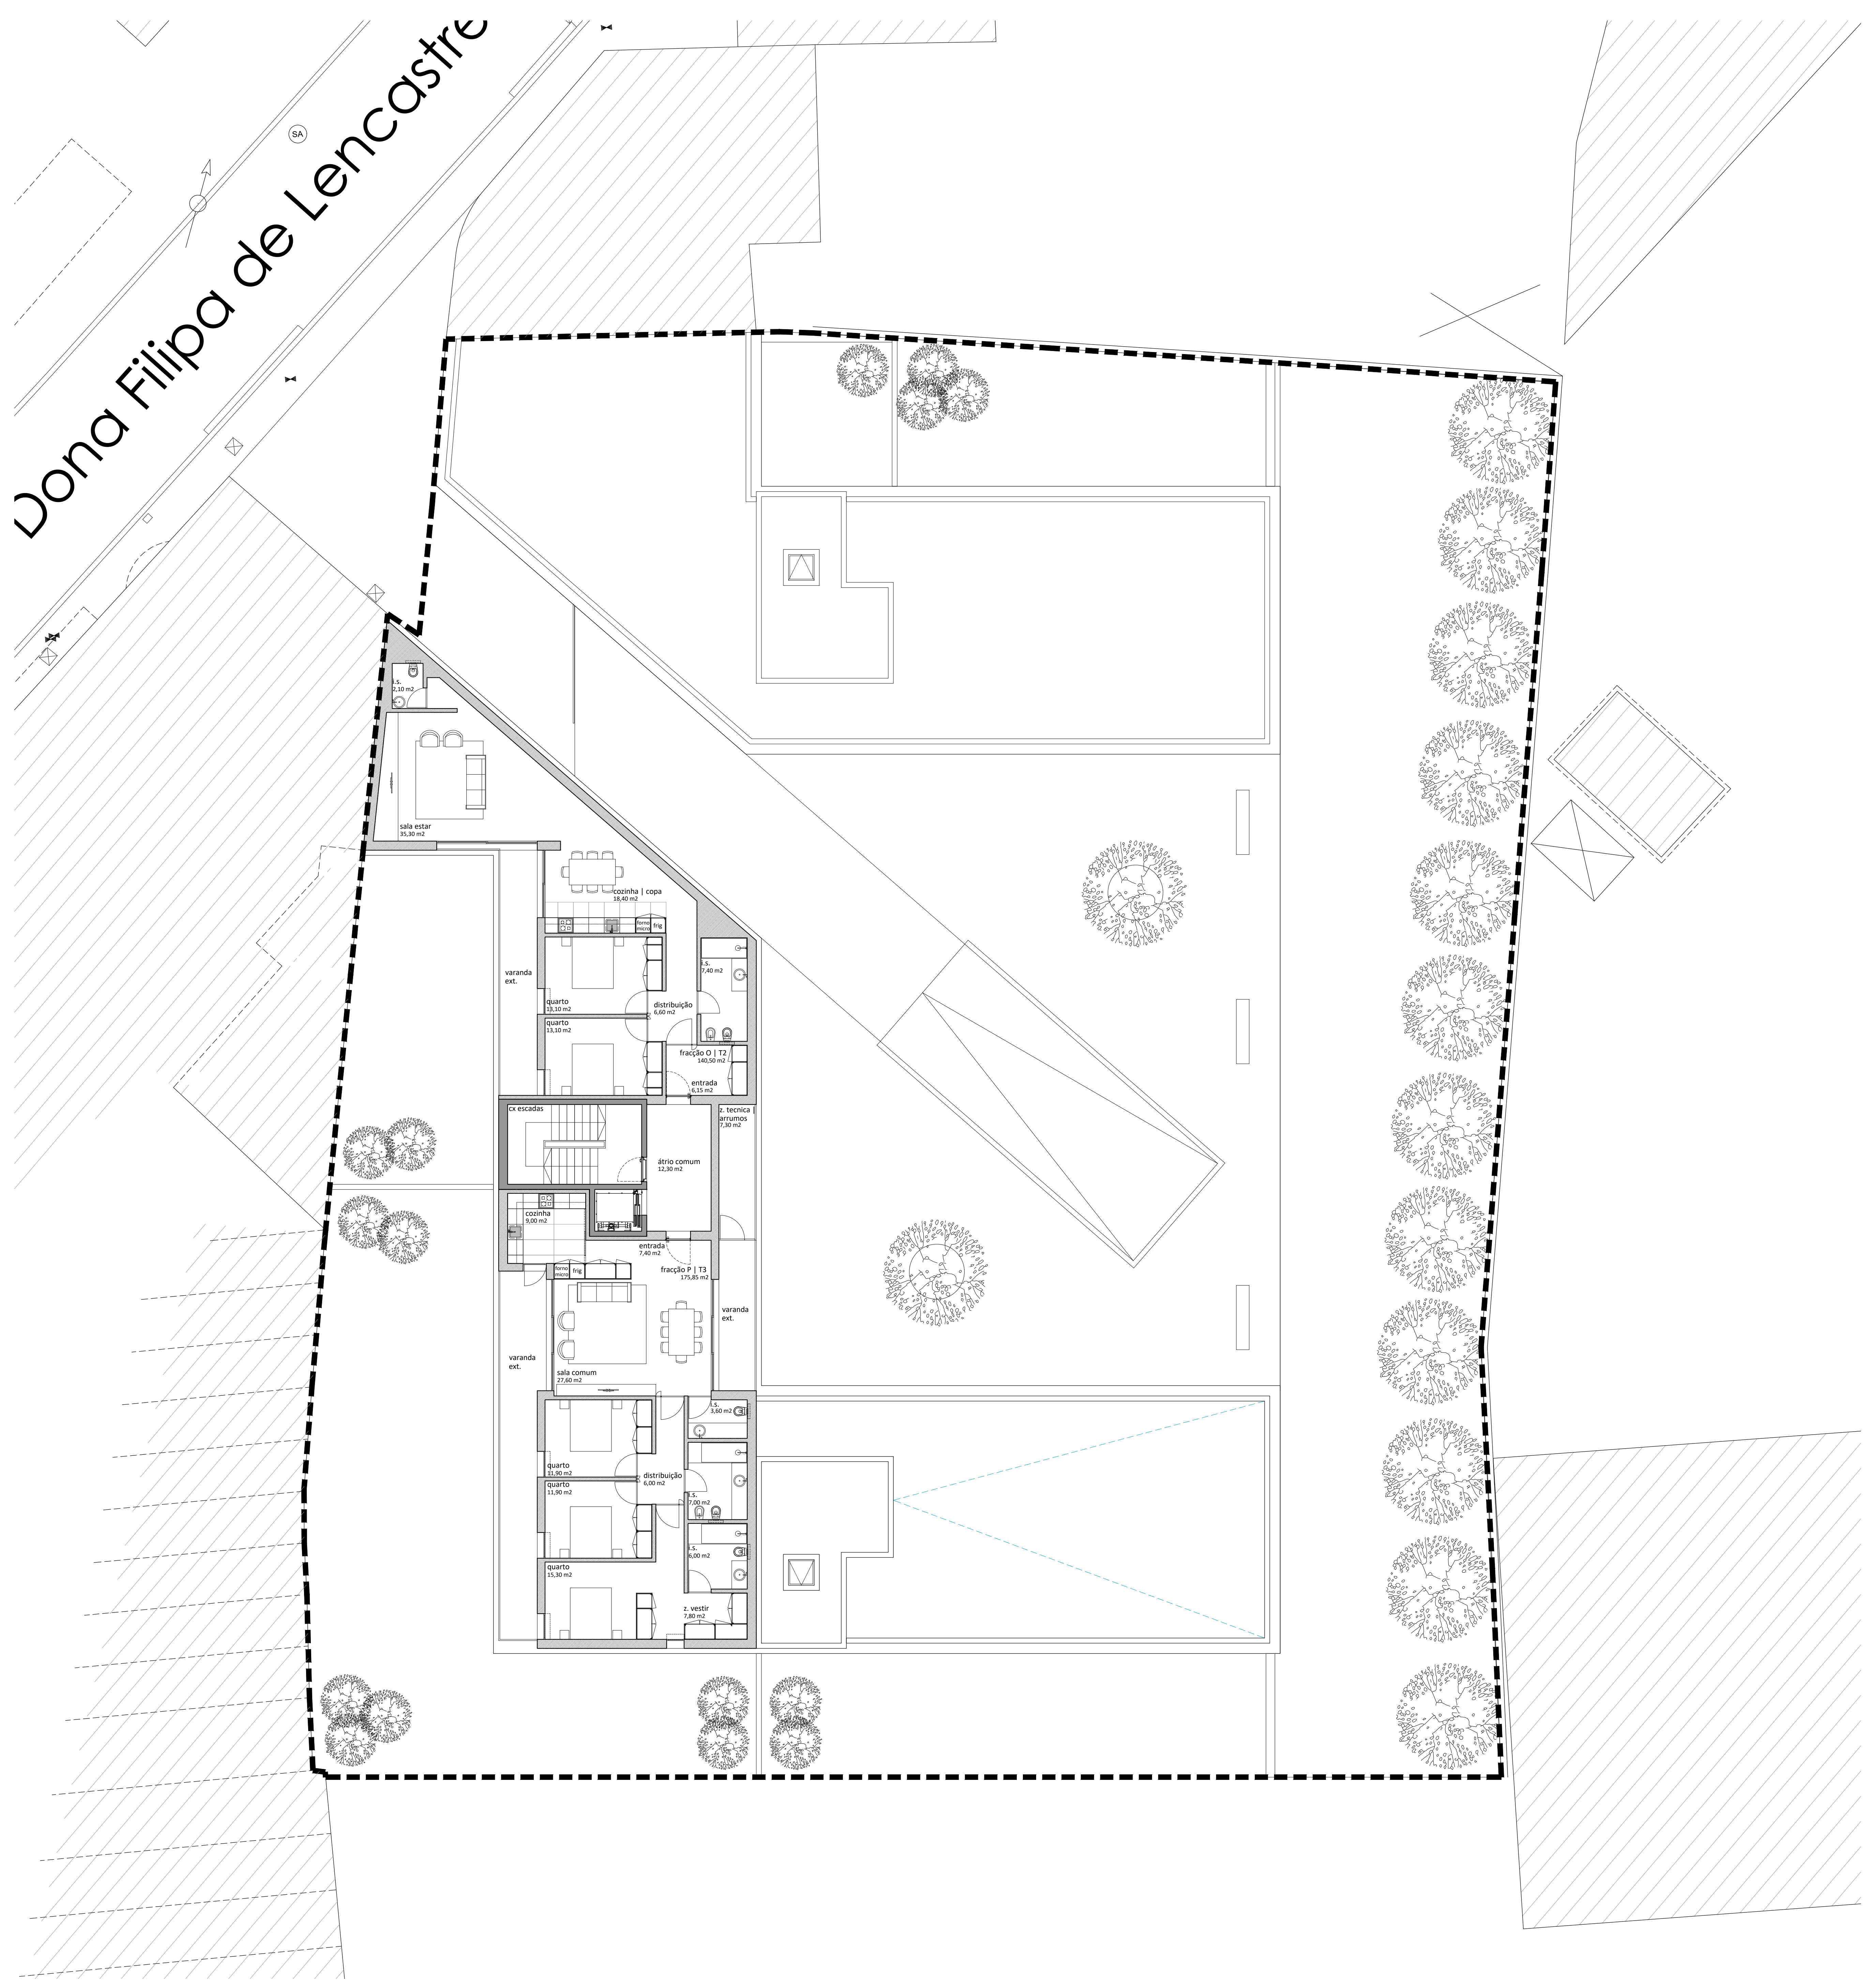 Dona Filipa de Lencastre
SA
i.s.
2,10 m2
sala estar
35,30 m2
cozinha | copa
18,40 m2
forno
micro
frig
varanda
ext.
quarto
13,10 m2
i.s.
7,40 m2
distribuição
6,60 m2
quarto
13,10 m2
fracção O | T2
140,50 m2
entrada
6,15 m2
cx escadas
z. tecnica |
arrumos
7,30 m2
átrio comum
12,30 m2
cozinha
9,00 m2
entrada
7,40 m2
fracção P | T3
175,85 m2
forno
micro
frig
varanda
ext.
varanda
ext.
sala comum
27,60 m2
i.s.
3,60 m2
quarto
11,90 m2
distribuição
6,00 m2
quarto
11,90 m2
i.s.
7,00 m2
i.s.
6,00 m2
quarto
15,30 m2
z. vestir
7,80 m2